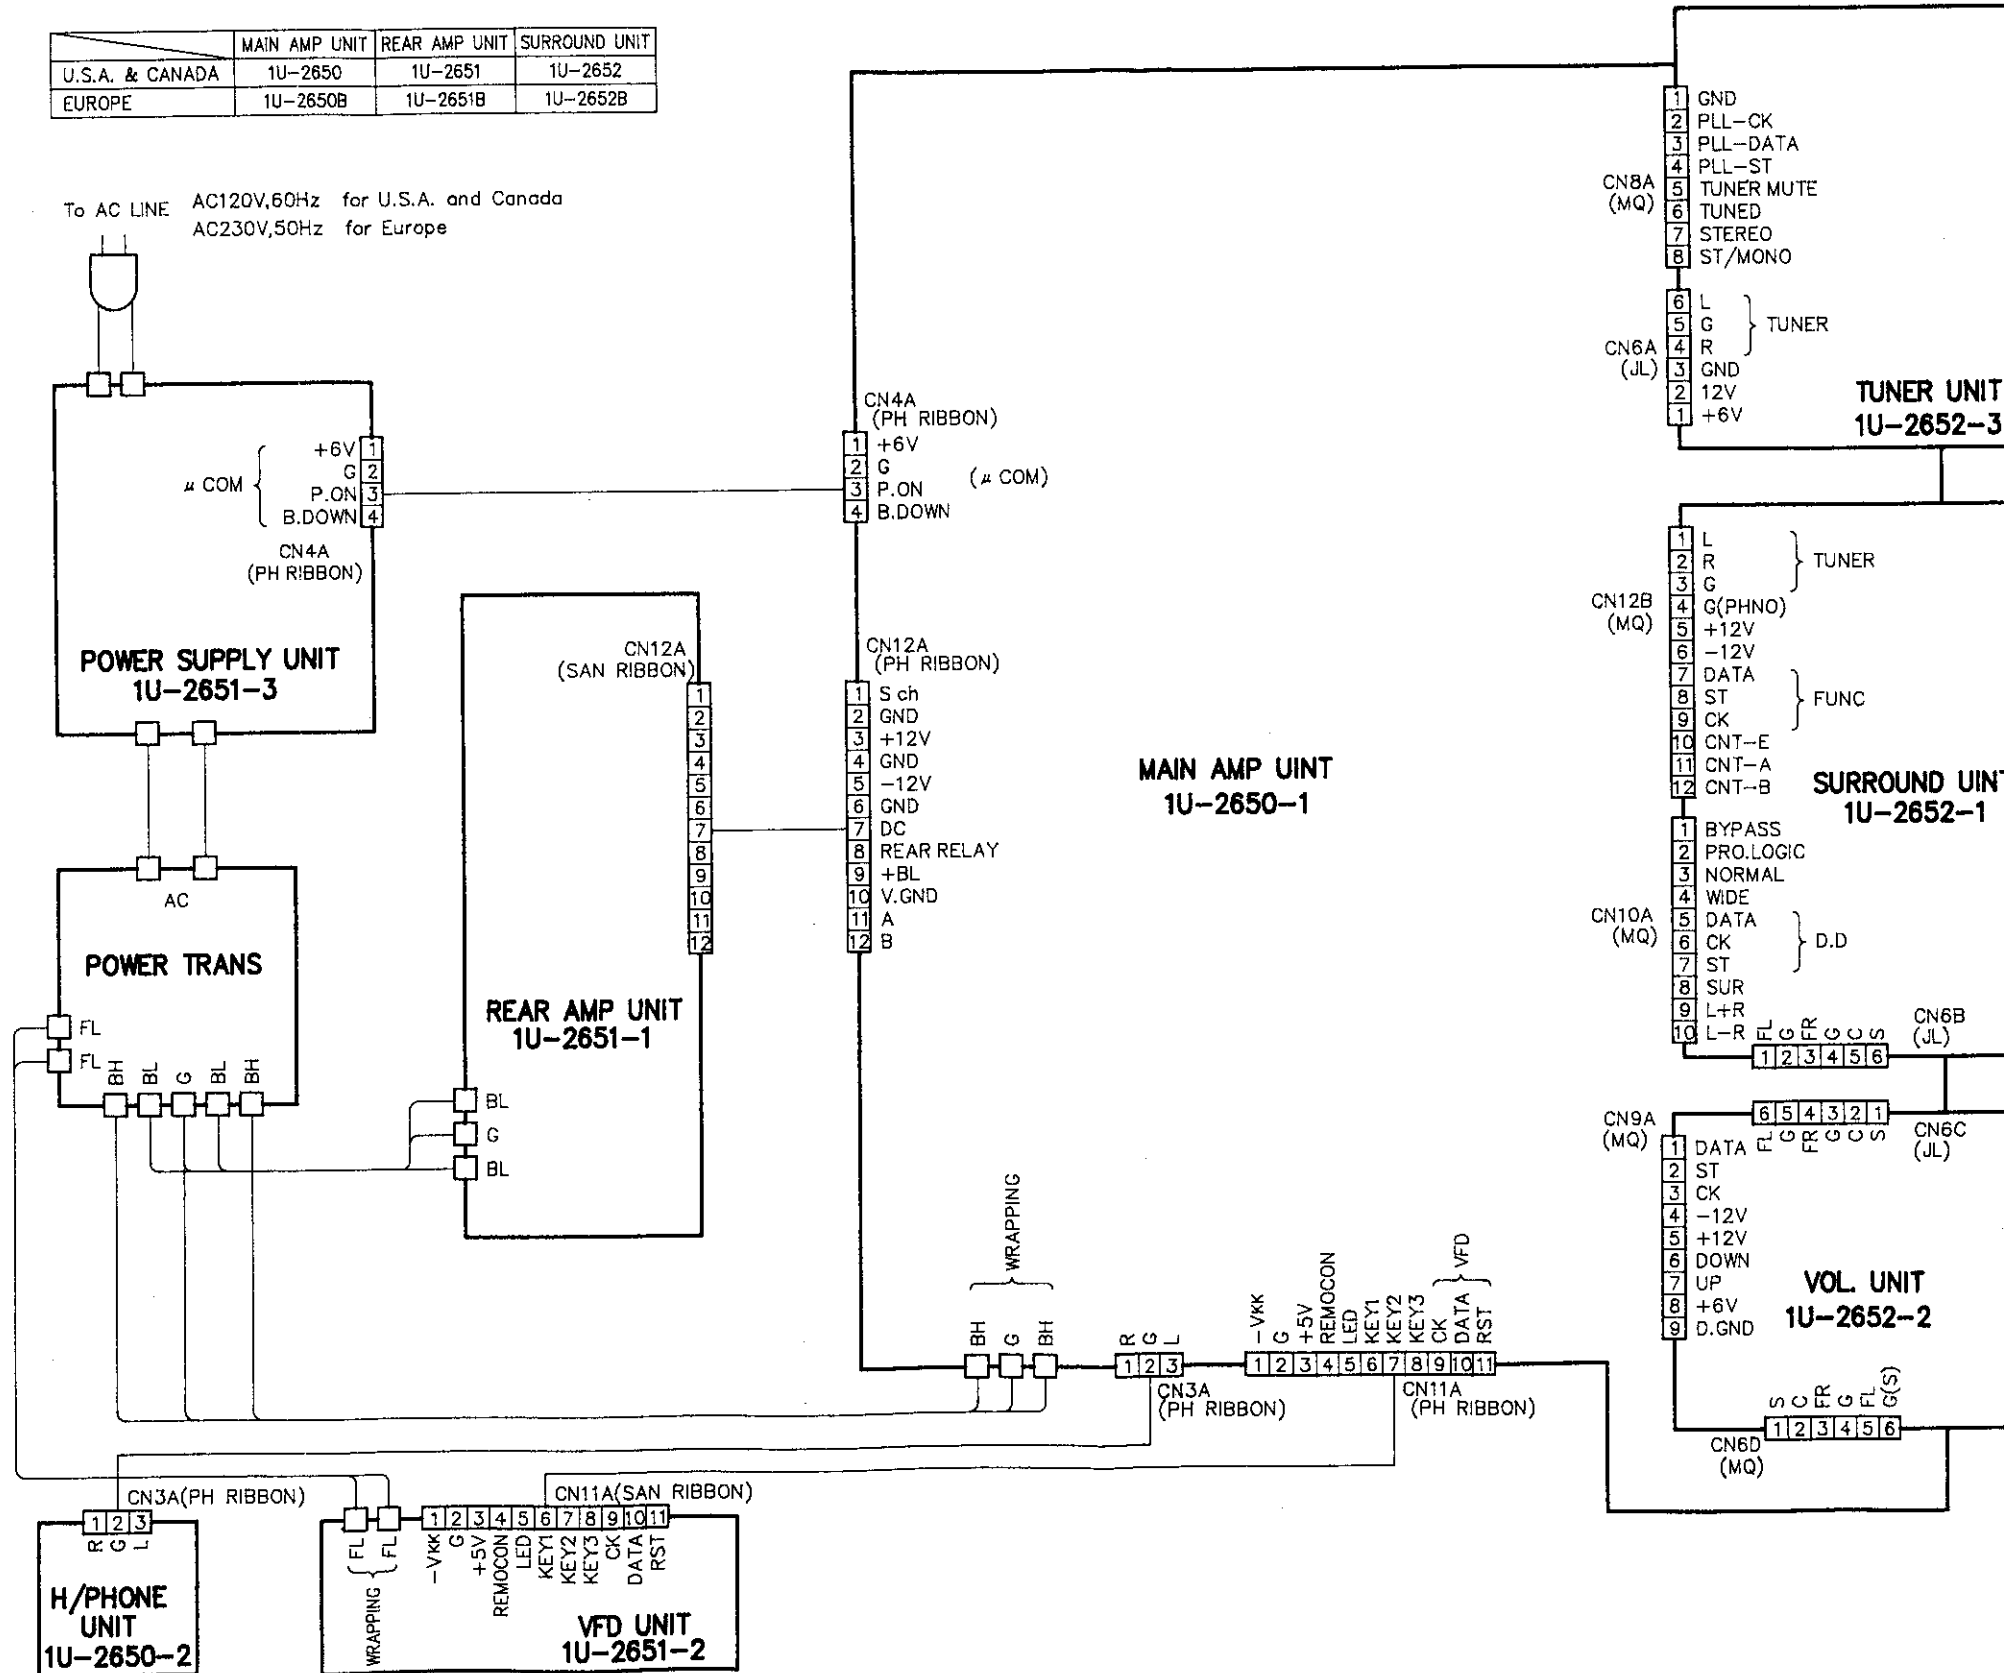 MAIN AMP UNIT REAR AMP UNIT SURROUND UNIT
U.S.A. & CANADA 1U-2650 1U-2651 1U-2652
EUROPE 1U-2650B 1U-2651B 1U-2652B
To AC LINE
AC120V,60Hz for U.S.A. and Canada
AC230V,50Hz for Europe
μ COM
+6V 1
G 2
P.ON 3
B.DOWN 4
CN4A
(PH RIBBON)
POWER SUPPLY UNIT
1U-2651-3
AC
POWER TRANS
FL
FL
BH
BL
G
BL
BH
CN12A
(SAN RIBBON)
1
2
3
4
5
6
7
8
9
10
11
12
REAR AMP UNIT
1U-2651-1
BL
G
BL
CN4A
(PH RIBBON)
1 +6V
2 G
3 P.ON
4 B.DOWN
(μ COM)
CN12A
(PH RIBBON)
1 S ch
2 GND
3 +12V
4 GND
5 -12V
6 GND
7 DC
8 REAR RELAY
9 +BL
10 V.GND
11 A
12 B
MAIN AMP UINT
1U-2650-1
WRAPPING
BH
G
BH
R
G
L
1 2 3
CN3A
(PH RIBBON)
-VKK
G
+5V
REMOCON
LED
KEY1
KEY2
KEY3
CK
DATA
RST
VFD
1 2 3 4 5 6 7 8 9 10 11
CN11A
(PH RIBBON)
CN8A
(MQ)
1 GND
2 PLL-CK
3 PLL-DATA
4 PLL-ST
5 TUNER MUTE
6 TUNED
7 STEREO
8 ST/MONO
CN6A
(JL)
6 L
5 G
4 R
3 GND
2 12V
1 +6V
TUNER
TUNER UNIT
1U-2652-3
CN12B
(MQ)
1 L
2 R
3 G
4 G(PHNO)
5 +12V
6 -12V
7 DATA
8 ST
9 CK
10 CNT-E
11 CNT-A
12 CNT-B
TUNER
FUNC
SURROUND UINT
1U-2652-1
CN10A
(MQ)
1 BYPASS
2 PRO.LOGIC
3 NORMAL
4 WIDE
5 DATA
6 CK
7 ST
8 SUR
9 L+R
10 L-R
D.D
FL
G
FR
G
C
S
1 2 3 4 5 6
CN6B
(JL)
6 5 4 3 2 1
FL
G
FR
G
C
S
CN6C
(JL)
CN9A
(MQ)
1 DATA
2 ST
3 CK
4 -12V
5 +12V
6 DOWN
7 UP
8 +6V
9 D.GND
VOL. UNIT
1U-2652-2
S
C
FR
G
FL
G(S)
1 2 3 4 5 6
CN6D
(MQ)
CN3A(PH RIBBON)
1 2 3
R
G
L
H/PHONE
UNIT
1U-2650-2
FL
FL
WRAPPING
CN11A(SAN RIBBON)
1 2 3 4 5 6 7 8 9 10 11
-VKK
G
+5V
REMOCON
LED
KEY1
KEY2
KEY3
CK
DATA
RST
VFD UNIT
1U-2651-2